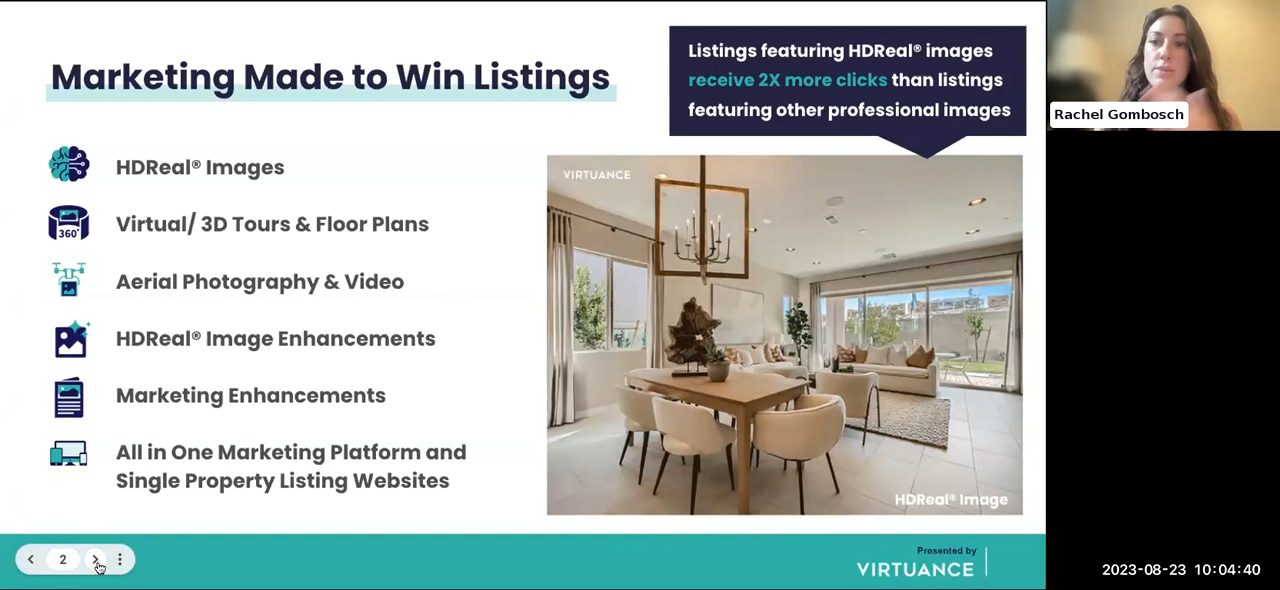 Marketing Made to Win Listings
Listings featuring HDReal® images
receive 2X more clicks than listings
featuring other professional images
HDReal® Images
360°
Virtual/ 3D Tours & Floor Plans
Aerial Photography & Video
HDReal® Image Enhancements
Marketing Enhancements
All in One Marketing Platform and
Single Property Listing Websites
VIRTUANCE
HDReal® Image
2
Presented by
VIRTUANCE
Rachel Gombosch
2023-08-23 10:04:40